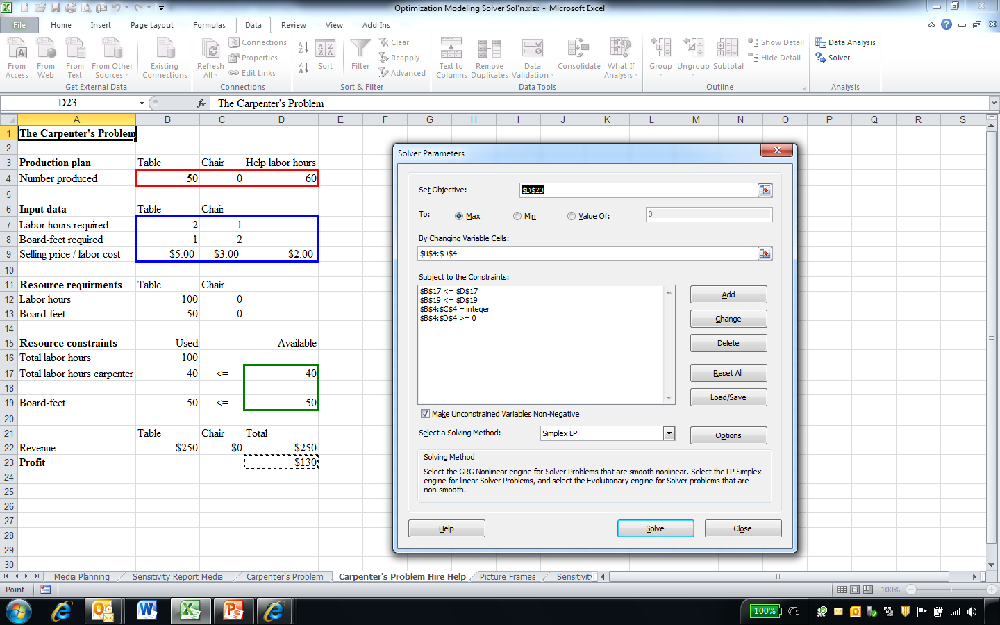 Optimization Modeling Solver Sol'n.xlsx - Microsoft Excel
File Home Insert Page Layout Formulas Data Review View Add-Ins
From Access From Web From Text From Other Sources Existing Connections
Get External Data
Refresh All Connections Properties Edit Links
Connections
Sort Filter Clear Reapply Advanced
Sort & Filter
Text to Columns Remove Duplicates Data Validation Consolidate What-If Analysis
Data Tools
Group Ungroup Subtotal Show Detail Hide Detail
Outline
Data Analysis Solver
Analysis
D23 fx The Carpenter's Problem
A B C D E F G H I J K L M N O P Q R S
1 The Carpenter's Problem
2
3 Production plan Table Chair Help labor hours
4 Number produced 50 0 60
5
6 Input data Table Chair
7 Labor hours required 2 1
8 Board-feet required 1 2
9 Selling price / labor cost $5.00 $3.00 $2.00
10
11 Resource requirments Table Chair
12 Labor hours 100 0
13 Board-feet 50 0
14
15 Resource constraints Used Available
16 Total labor hours 100
17 Total labor hours carpenter 40 <= 40
18
19 Board-feet 50 <= 50
20
21 Table Chair Total
22 Revenue $250 $0 $250
23 Profit $130
24
25
26
27
28
29
30
Solver Parameters
Set Objective: $D$23
To: Max Min Value Of: 0
By Changing Variable Cells:
$B$4:$D$4
Subject to the Constraints:
$B$17 <= $D$17
$B$19 <= $D$19
$B$4:$C$4 = integer
$B$4:$D$4 >= 0
Add
Change
Delete
Reset All
Load/Save
Make Unconstrained Variables Non-Negative
Select a Solving Method: Simplex LP Options
Solving Method
Select the GRG Nonlinear engine for Solver Problems that are smooth nonlinear. Select the LP Simplex
engine for linear Solver Problems, and select the Evolutionary engine for Solver problems that are
non-smooth.
Help Solve Close
Media Planning Sensitivity Report Media Carpenter's Problem Carpenter's Problem Hire Help Picture Frames Sensitivit
Point 100%
100%